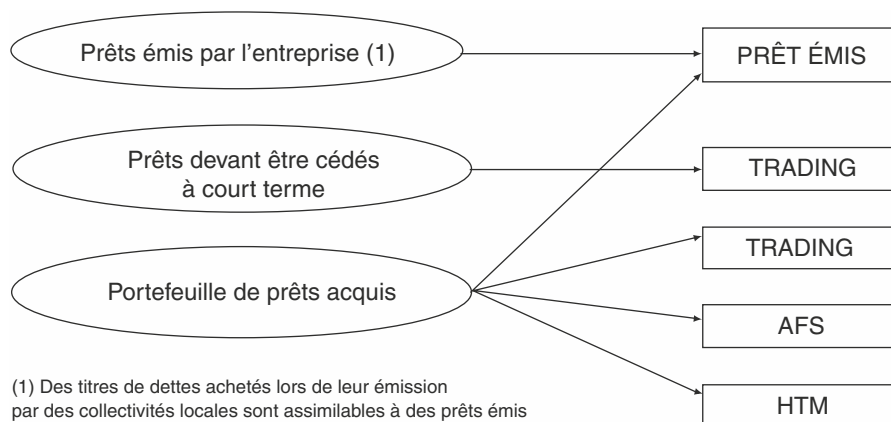 Prêts émis par l'entreprise (1)
PRÊT ÉMIS
Prêts devant être cédés
à court terme
TRADING
TRADING
Portefeuille de prêts acquis
AFS
HTM
(1) Des titres de dettes achetés lors de leur émission
par des collectivités locales sont assimilables à des prêts émis